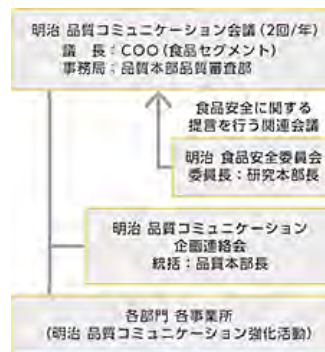 明治 品質コミュニケーション会議(2回/年)
議 長:COO(食品セグメント)
事務局:品質本部品質審査部
食品安全に関する
提言を行う関連会議
明治 食品安全委員会
委員長:研究本部長
明治 品質コミュニケーション
企画連絡会
統括:品質本部長
各部門 各事業所
(明治 品質コミュニケーション強化活動)